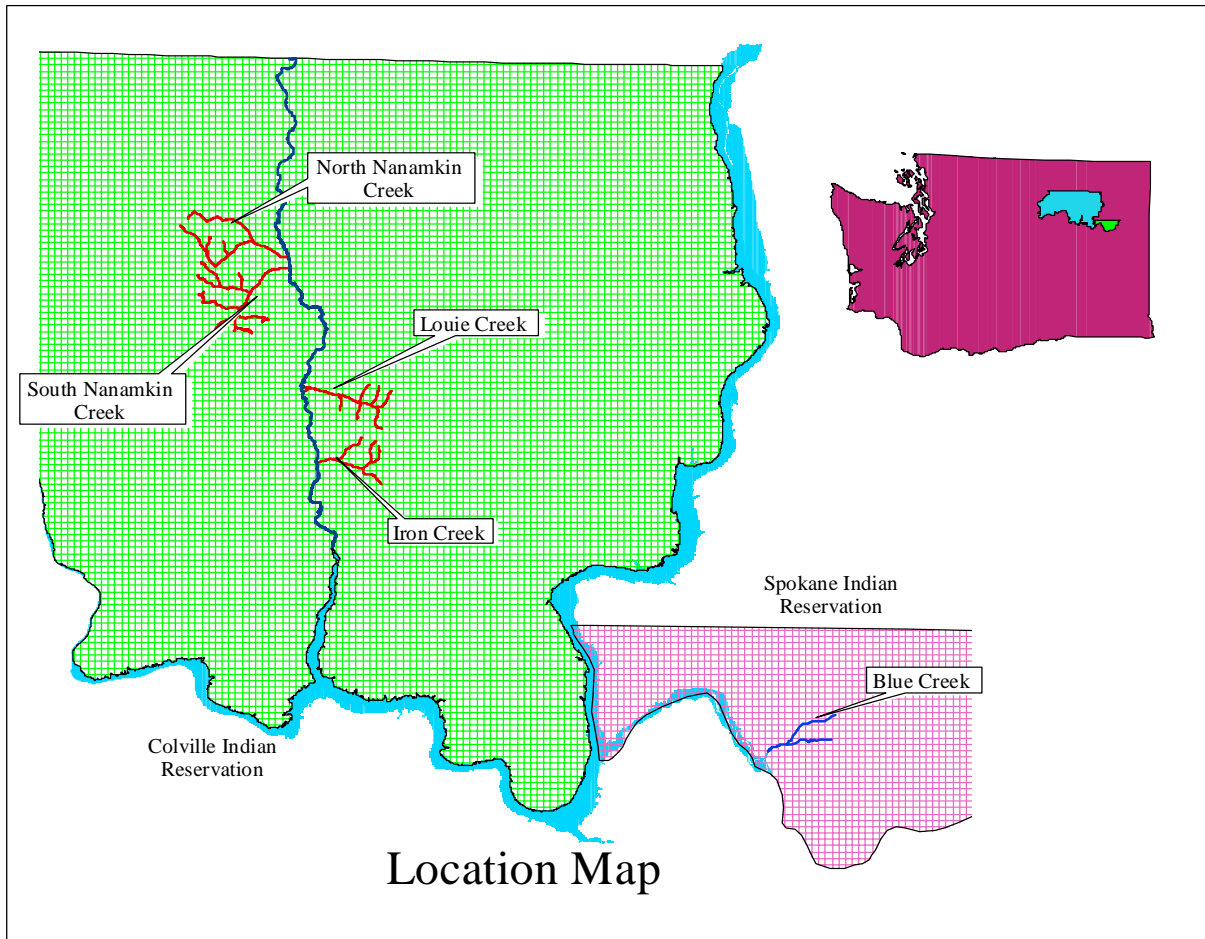 North Nanamkin
Creek
Louie Creek
South Nanamkin
Creek
Iron Creek
Spokane Indian
Reservation
Blue Creek
Colville Indian
Reservation
Location Map